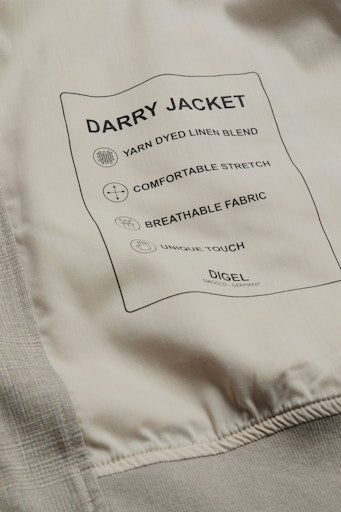 DARRY JACKET
YARN DYED LINEN BLEND
COMFORTABLE STRETCH
BREATHABLE FABRIC
UNIQUE TOUCH
DIGEL
NAGOLD - GERMANY